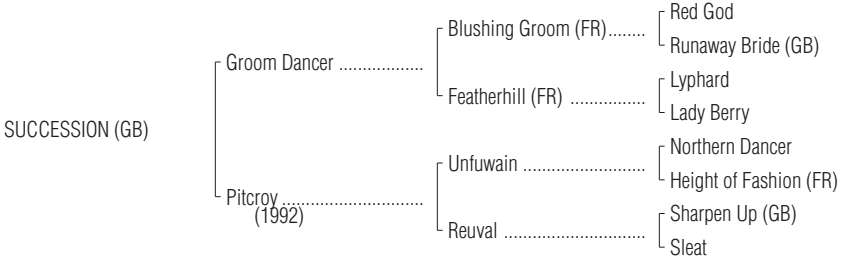 Red God
Blushing Groom (FR)........
Runaway Bride (GB)
Groom Dancer ..................
Lyphard
Featherhill (FR) ................
Lady Berry
SUCCESSION (GB)
Northern Dancer
Unfuwain ..........................
Height of Fashion (FR)
Pitcroy ..............................
(1992)
Sharpen Up (GB)
Reuval ..............................
Sleat